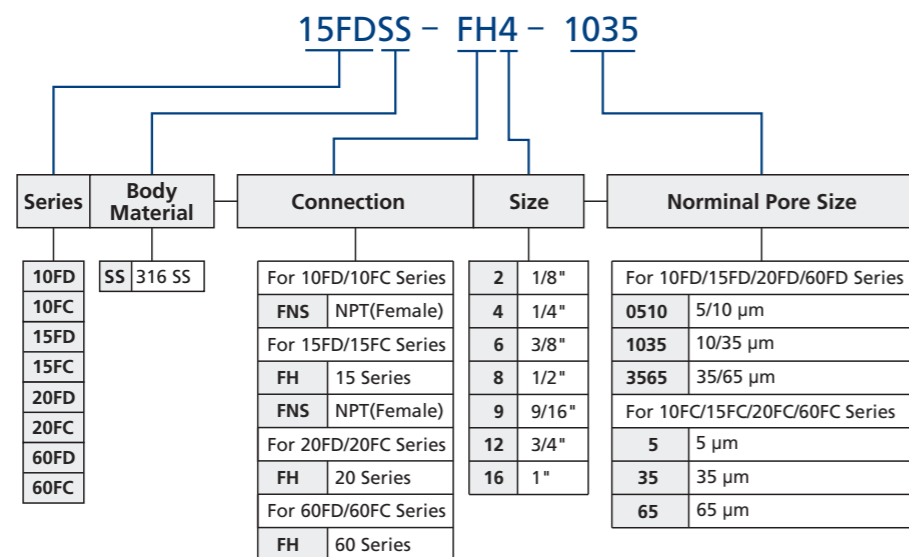 15FDSS – FH4 – 1035
Series
Body Material
Connection
Size
Norminal Pore Size
10FD
10FC
15FD
15FC
20FD
20FC
60FD
60FC
SS 316 SS
For 10FD/10FC Series
FNS NPT(Female)
For 15FD/15FC Series
FH 15 Series
FNS NPT(Female)
For 20FD/20FC Series
FH 20 Series
For 60FD/60FC Series
FH 60 Series
2 1/8"
4 1/4"
6 3/8"
8 1/2"
9 9/16"
12 3/4"
16 1"
For 10FD/15FD/20FD/60FD Series
0510 5/10 µm
1035 10/35 µm
3565 35/65 µm
For 10FC/15FC/20FC/60FC Series
5 5 µm
35 35 µm
65 65 µm